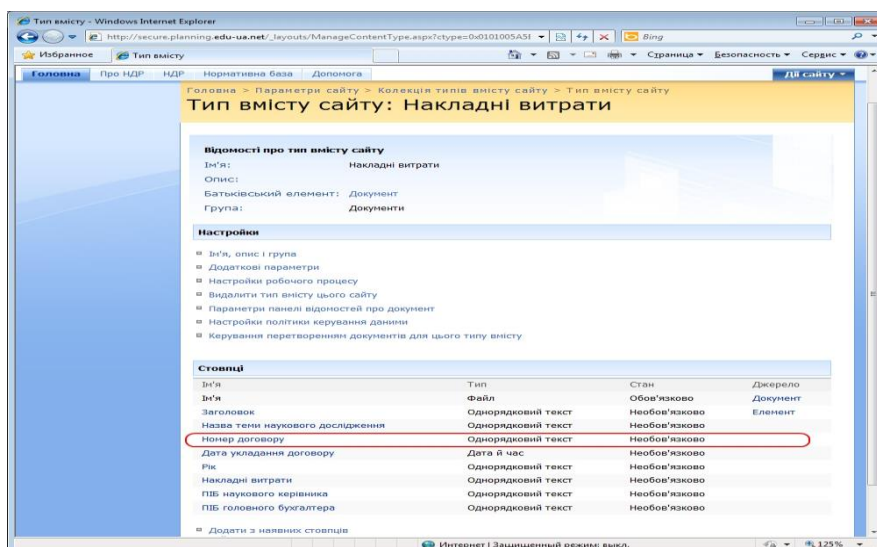 Тип вмісту - Windows Internet Explorer
http://secure.planning.edu-ua.net/_layouts/ManageContentType.aspx?ctype=0x0101005A5I
Bing
Избранное Тип вмісту Страница Безопасность Сервис
Головна Про НДР НДР Нормативна база Допомога Дії сайту
Головна > Параметри сайту > Колекція типів вмісту сайту > Тип вмісту сайту
Тип вмісту сайту: Накладні витрати
Відомості про тип вмісту сайту
Ім'я: Накладні витрати
Опис:
Батьківський елемент: Документ
Група: Документи
Настройки
Ім'я, опис і група
Додаткові параметри
Настройки робочого процесу
Видалити тип вмісту цього сайту
Параметри панелі відомостей про документ
Настройки політики керування даними
Керування перетворенням документів для цього типу вмісту
Стовпці
Ім'я Тип Стан Джерело
Ім'я Файл Обов'язково Документ
Заголовок Однорядковий текст Необов'язково Елемент
Назва теми наукового дослідження Однорядковий текст Необов'язково
Номер договору Однорядковий текст Необов'язково
Дата укладання договору Дата й час Необов'язково
Рік Однорядковий текст Необов'язково
Накладні витрати Однорядковий текст Необов'язково
ПІБ наукового керівника Однорядковий текст Необов'язково
ПІБ головного бухгалтера Однорядковий текст Необов'язково
Додати з наявних стовпців
Интернет | Защищенный режим: выкл. 125%